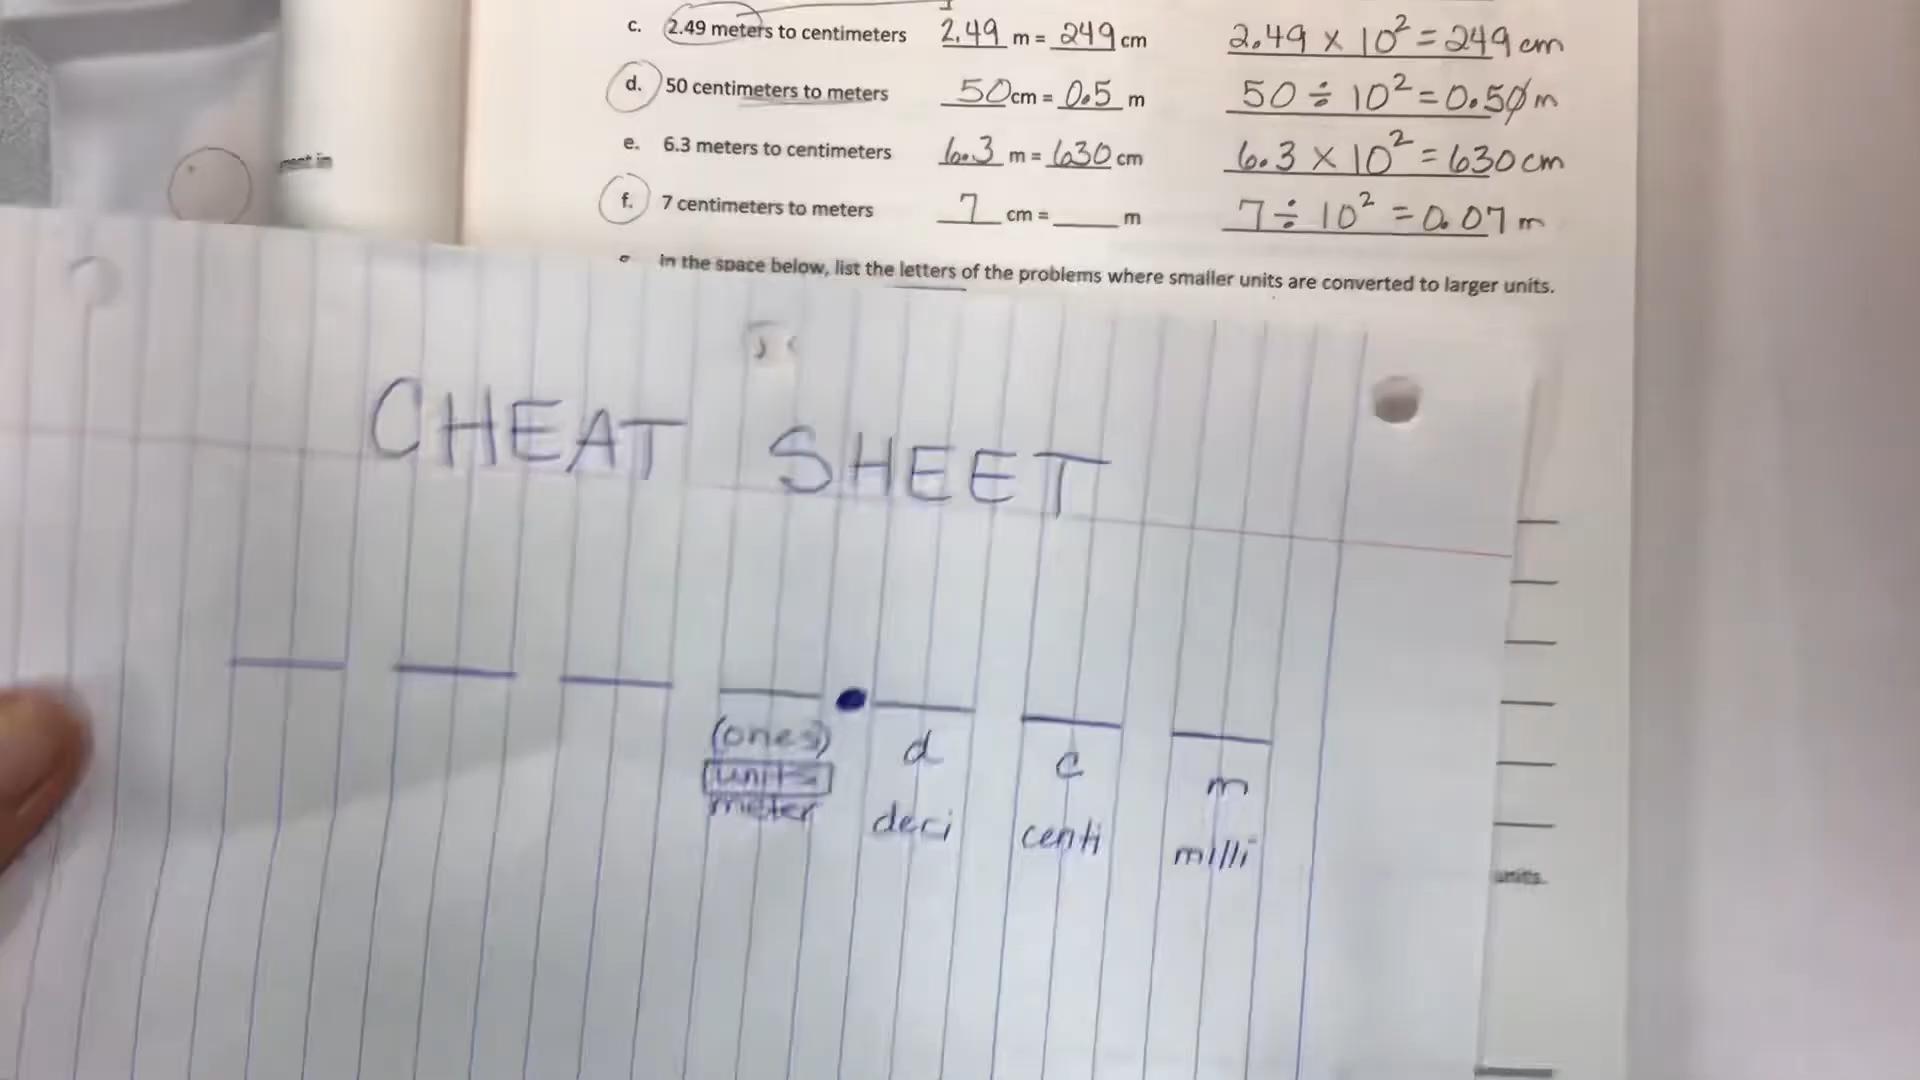 c. 2.49 meters to centimeters 2.49 m = 249 cm 2.49 x 10² = 249 cm
d. 50 centimeters to meters 50 cm = 0.5 m 50 ÷ 10² = 0.50 m
e. 6.3 meters to centimeters 6.3 m = 630 cm 6.3 x 10² = 630 cm
f. 7 centimeters to meters 7 cm = ____ m 7 ÷ 10² = 0.07 m
in the space below, list the letters of the problems where smaller units are converted to larger units.
CHEAT SHEET
(ones) d c m
units
meter deci centi milli
units.